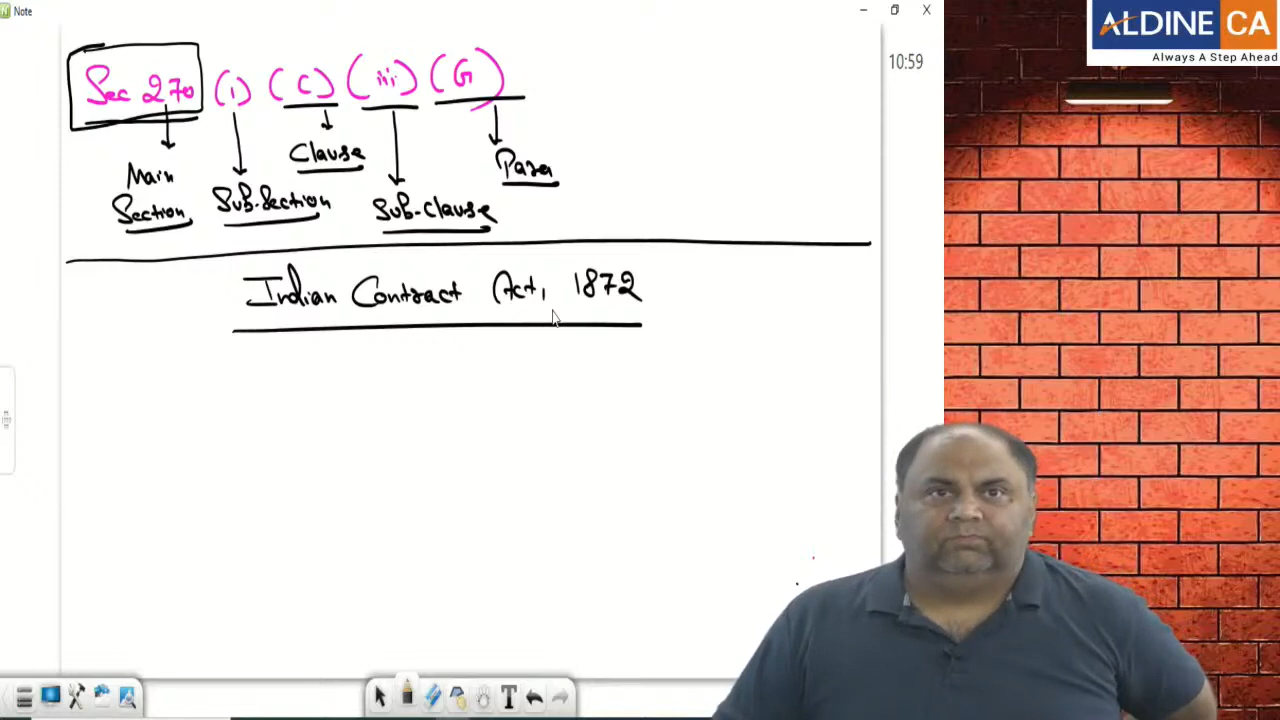 Note
ALDINE CA
Always A Step Ahead
10:59
Sec 270 (1) (C) (iii) (G)
Main Section
Sub-Section
Clause
Sub-Clause
Para
Indian Contract Act, 1872
T